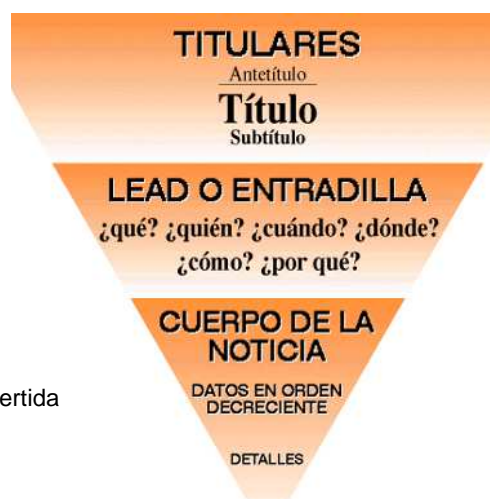 TITULARES
Antetítulo
Título
Subtítulo
LEAD O ENTRADILLA
¿qué? ¿quién? ¿cuándo? ¿dónde?
¿cómo? ¿por qué?
CUERPO DE LA
NOTICIA
DATOS EN ORDEN
DECRECIENTE
ertida
DETALLES